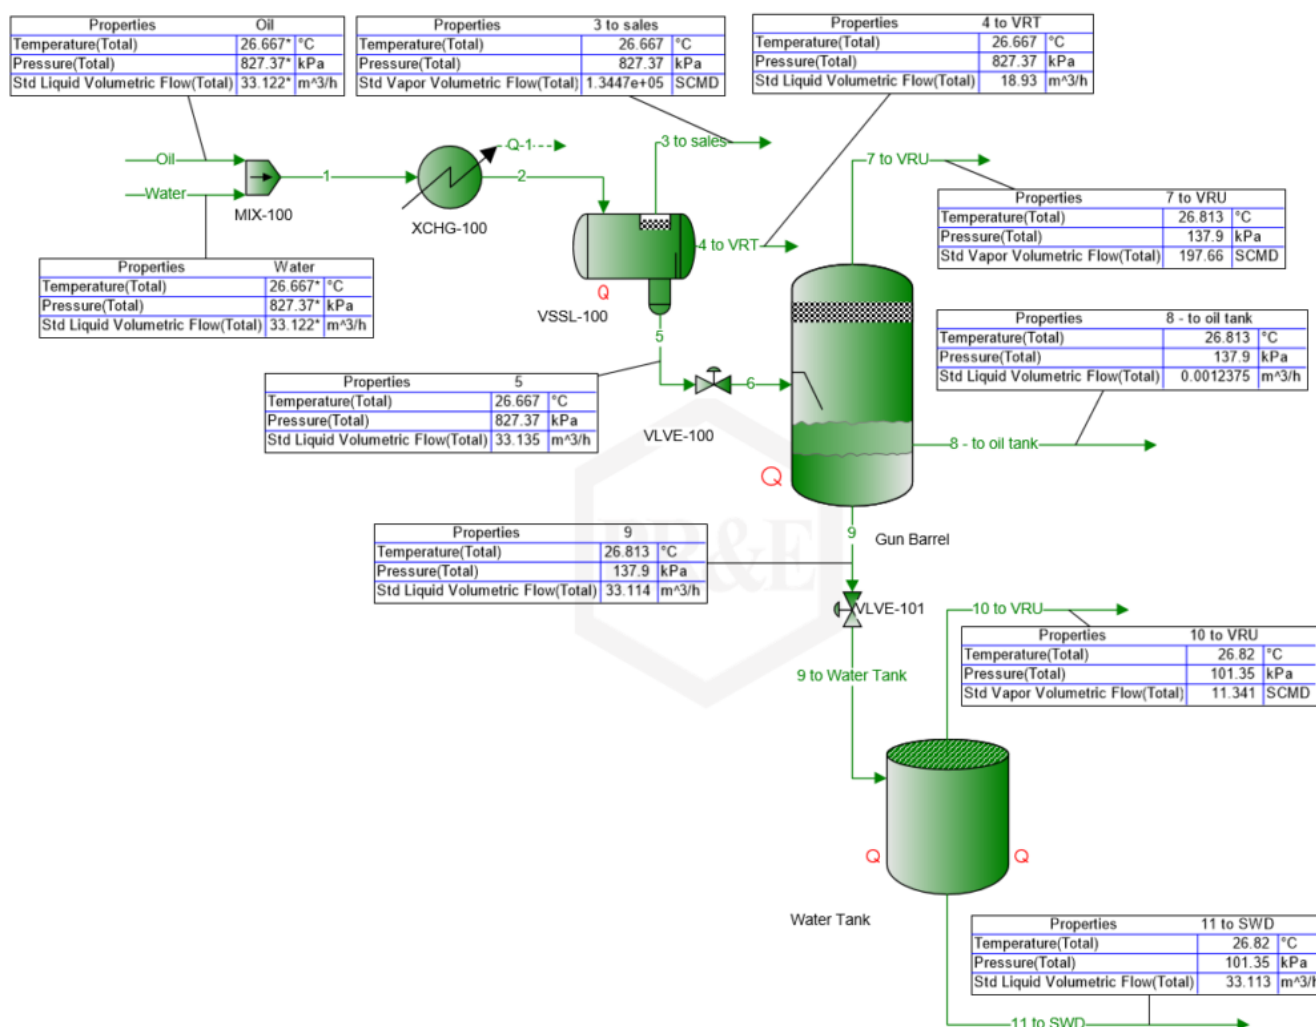 Properties Oil
Temperature(Total) 26.667* °C
Pressure(Total) 827.37* kPa
Std Liquid Volumetric Flow(Total) 33.122* m^3/h
Properties 3 to sales
Temperature(Total) 26.667 °C
Pressure(Total) 827.37 kPa
Std Vapor Volumetric Flow(Total) 1.3447e+05 SCMD
Properties 4 to VRT
Temperature(Total) 26.667 °C
Pressure(Total) 827.37 kPa
Std Liquid Volumetric Flow(Total) 18.93 m^3/h
Oil
Water
MIX-100
1
Q-1
XCHG-100
2
3 to sales
4 to VRT
Q
VSSL-100
5
7 to VRU
Properties 7 to VRU
Temperature(Total) 26.813 °C
Pressure(Total) 137.9 kPa
Std Vapor Volumetric Flow(Total) 197.66 SCMD
Properties Water
Temperature(Total) 26.667* °C
Pressure(Total) 827.37* kPa
Std Liquid Volumetric Flow(Total) 33.122* m^3/h
Properties 8 - to oil tank
Temperature(Total) 26.813 °C
Pressure(Total) 137.9 kPa
Std Liquid Volumetric Flow(Total) 0.0012375 m^3/h
Properties 5
Temperature(Total) 26.667 °C
Pressure(Total) 827.37 kPa
Std Liquid Volumetric Flow(Total) 33.135 m^3/h
6
VLVE-100
8 - to oil tank
Q
9
Gun Barrel
BR&E
Properties 9
Temperature(Total) 26.813 °C
Pressure(Total) 137.9 kPa
Std Liquid Volumetric Flow(Total) 33.114 m^3/h
VLVE-101
10 to VRU
Properties 10 to VRU
Temperature(Total) 26.82 °C
Pressure(Total) 101.35 kPa
Std Vapor Volumetric Flow(Total) 11.341 SCMD
9 to Water Tank
Q
Q
Water Tank
Properties 11 to SWD
Temperature(Total) 26.82 °C
Pressure(Total) 101.35 kPa
Std Liquid Volumetric Flow(Total) 33.113 m^3/h
11 to SWD